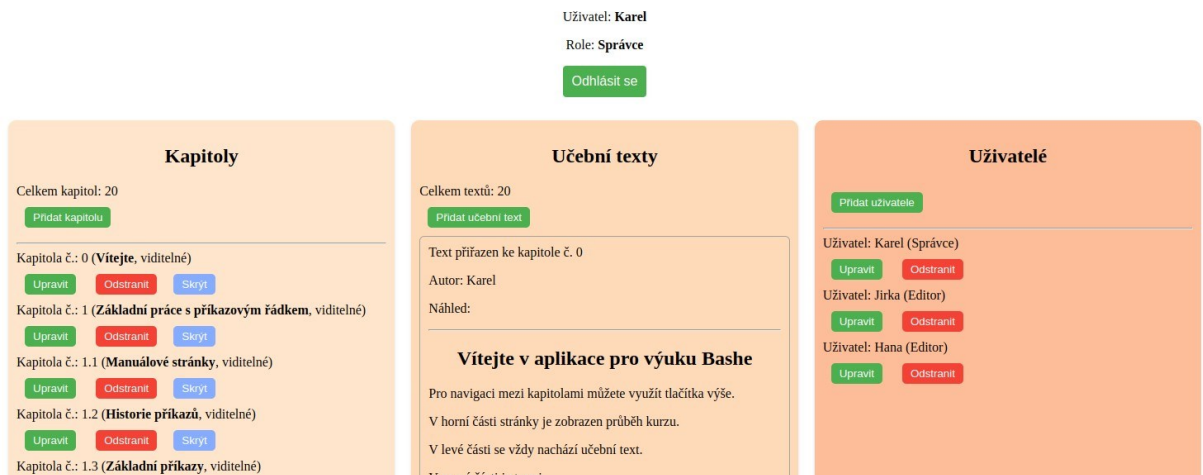 Uživatel: Karel
Role: Správce
Odhlásit se
Kapitoly
Celkem kapitol: 20
Přidat kapitolu
Kapitola č.: 0 (Vítejte, viditelné)
Upravit Odstranit Skrýt
Kapitola č.: 1 (Základní práce s příkazovým řádkem, viditelné)
Upravit Odstranit Skrýt
Kapitola č.: 1.1 (Manuálové stránky, viditelné)
Upravit Odstranit Skrýt
Kapitola č.: 1.2 (Historie příkazů, viditelné)
Upravit Odstranit Skrýt
Kapitola č.: 1.3 (Základní příkazy, viditelné)
Učební texty
Celkem textů: 20
Přidat učební text
Text přiřazen ke kapitole č. 0
Autor: Karel
Náhled:
Vítejte v aplikace pro výuku Bashe
Pro navigaci mezi kapitolami můžete využít tlačítka výše.
V horní části stránky je zobrazen průběh kurzu.
V levé části se vždy nachází učební text.
Uživatelé
Přidat uživatele
Uživatel: Karel (Správce)
Upravit Odstranit
Uživatel: Jirka (Editor)
Upravit Odstranit
Uživatel: Hana (Editor)
Upravit Odstranit